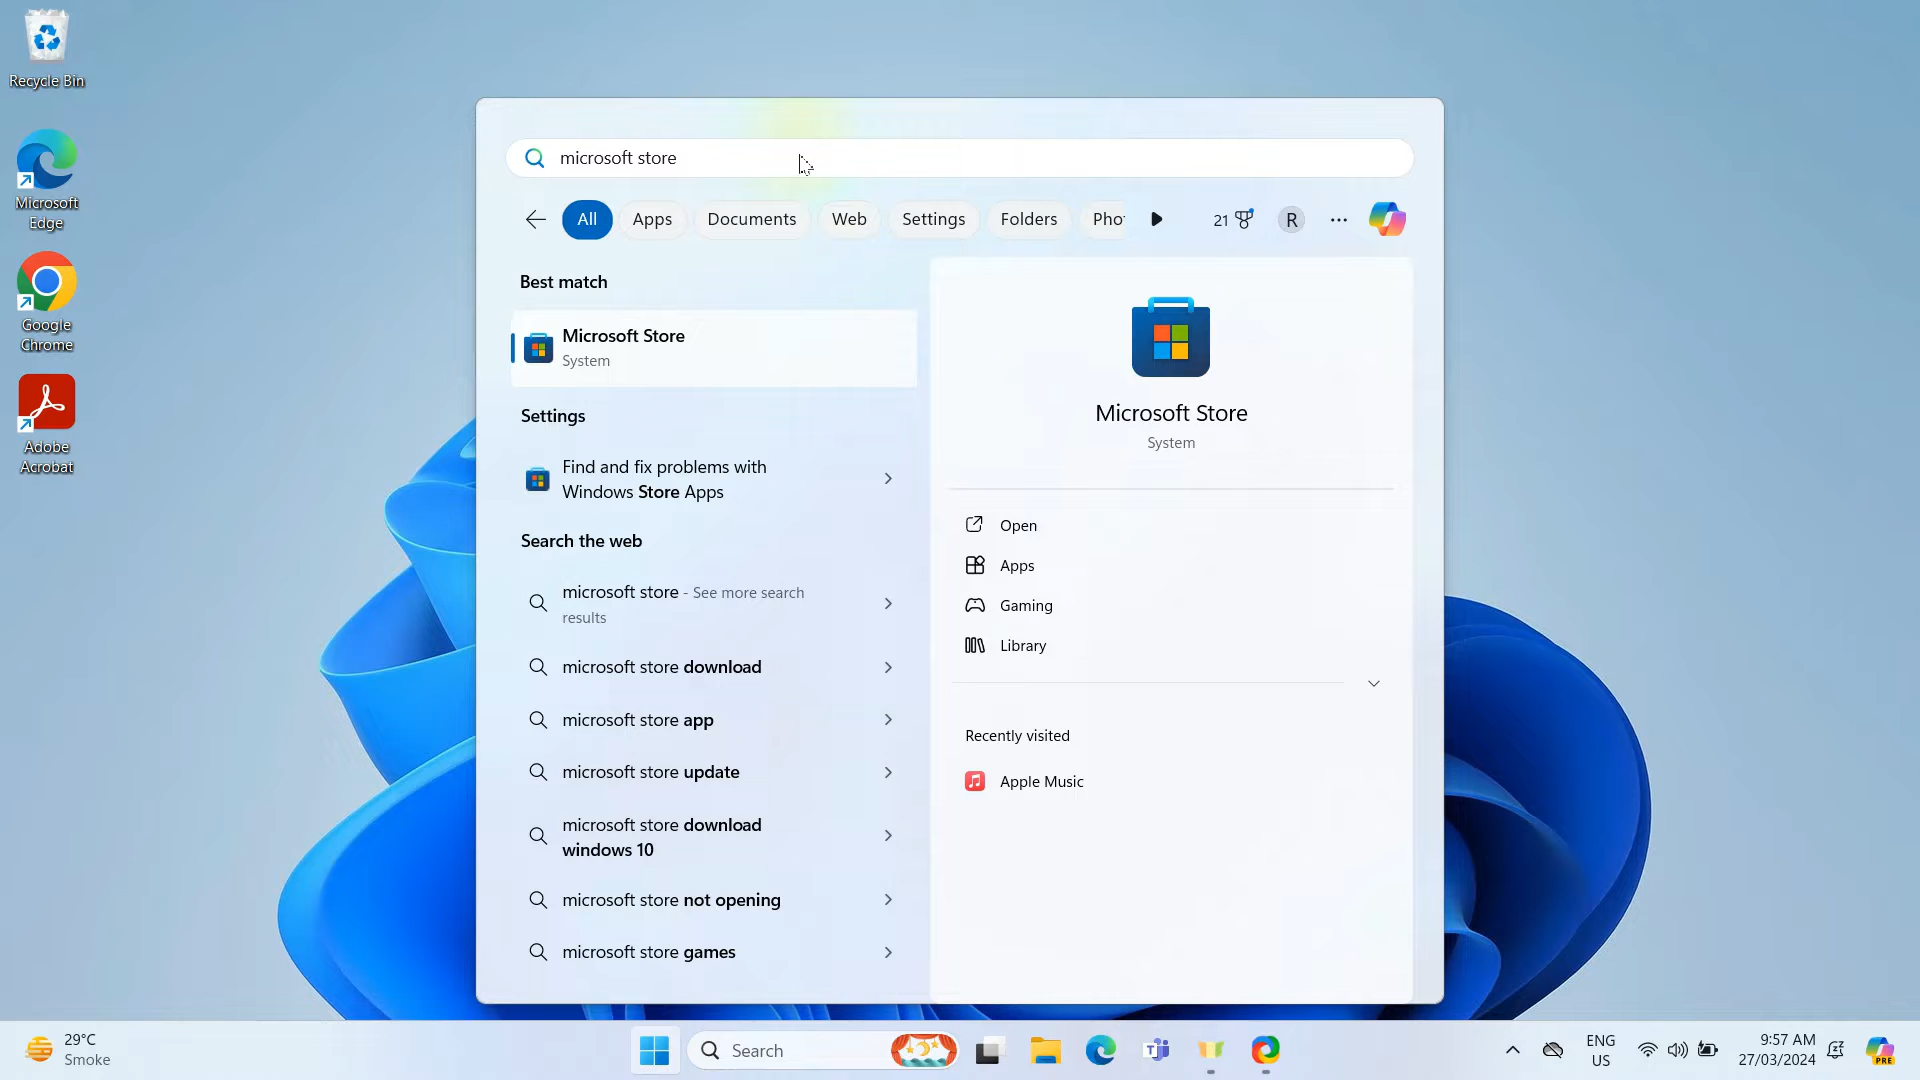 Recycle Bin
Microsoft
Edge
Google
Chrome
Adobe
Acrobat
microsoft store
All
Apps
Documents
Web
Settings
Folders
Pho
21
R
Best match
Microsoft Store
System
Settings
Find and fix problems with
Windows Store Apps
Search the web
microsoft store - See more search
results
microsoft store download
microsoft store app
microsoft store update
microsoft store download
windows 10
microsoft store not opening
microsoft store games
Microsoft Store
System
Open
Apps
Gaming
Library
Recently visited
Apple Music
29°C
Smoke
Search
ENG
US
9:57 AM
27/03/2024
PRE